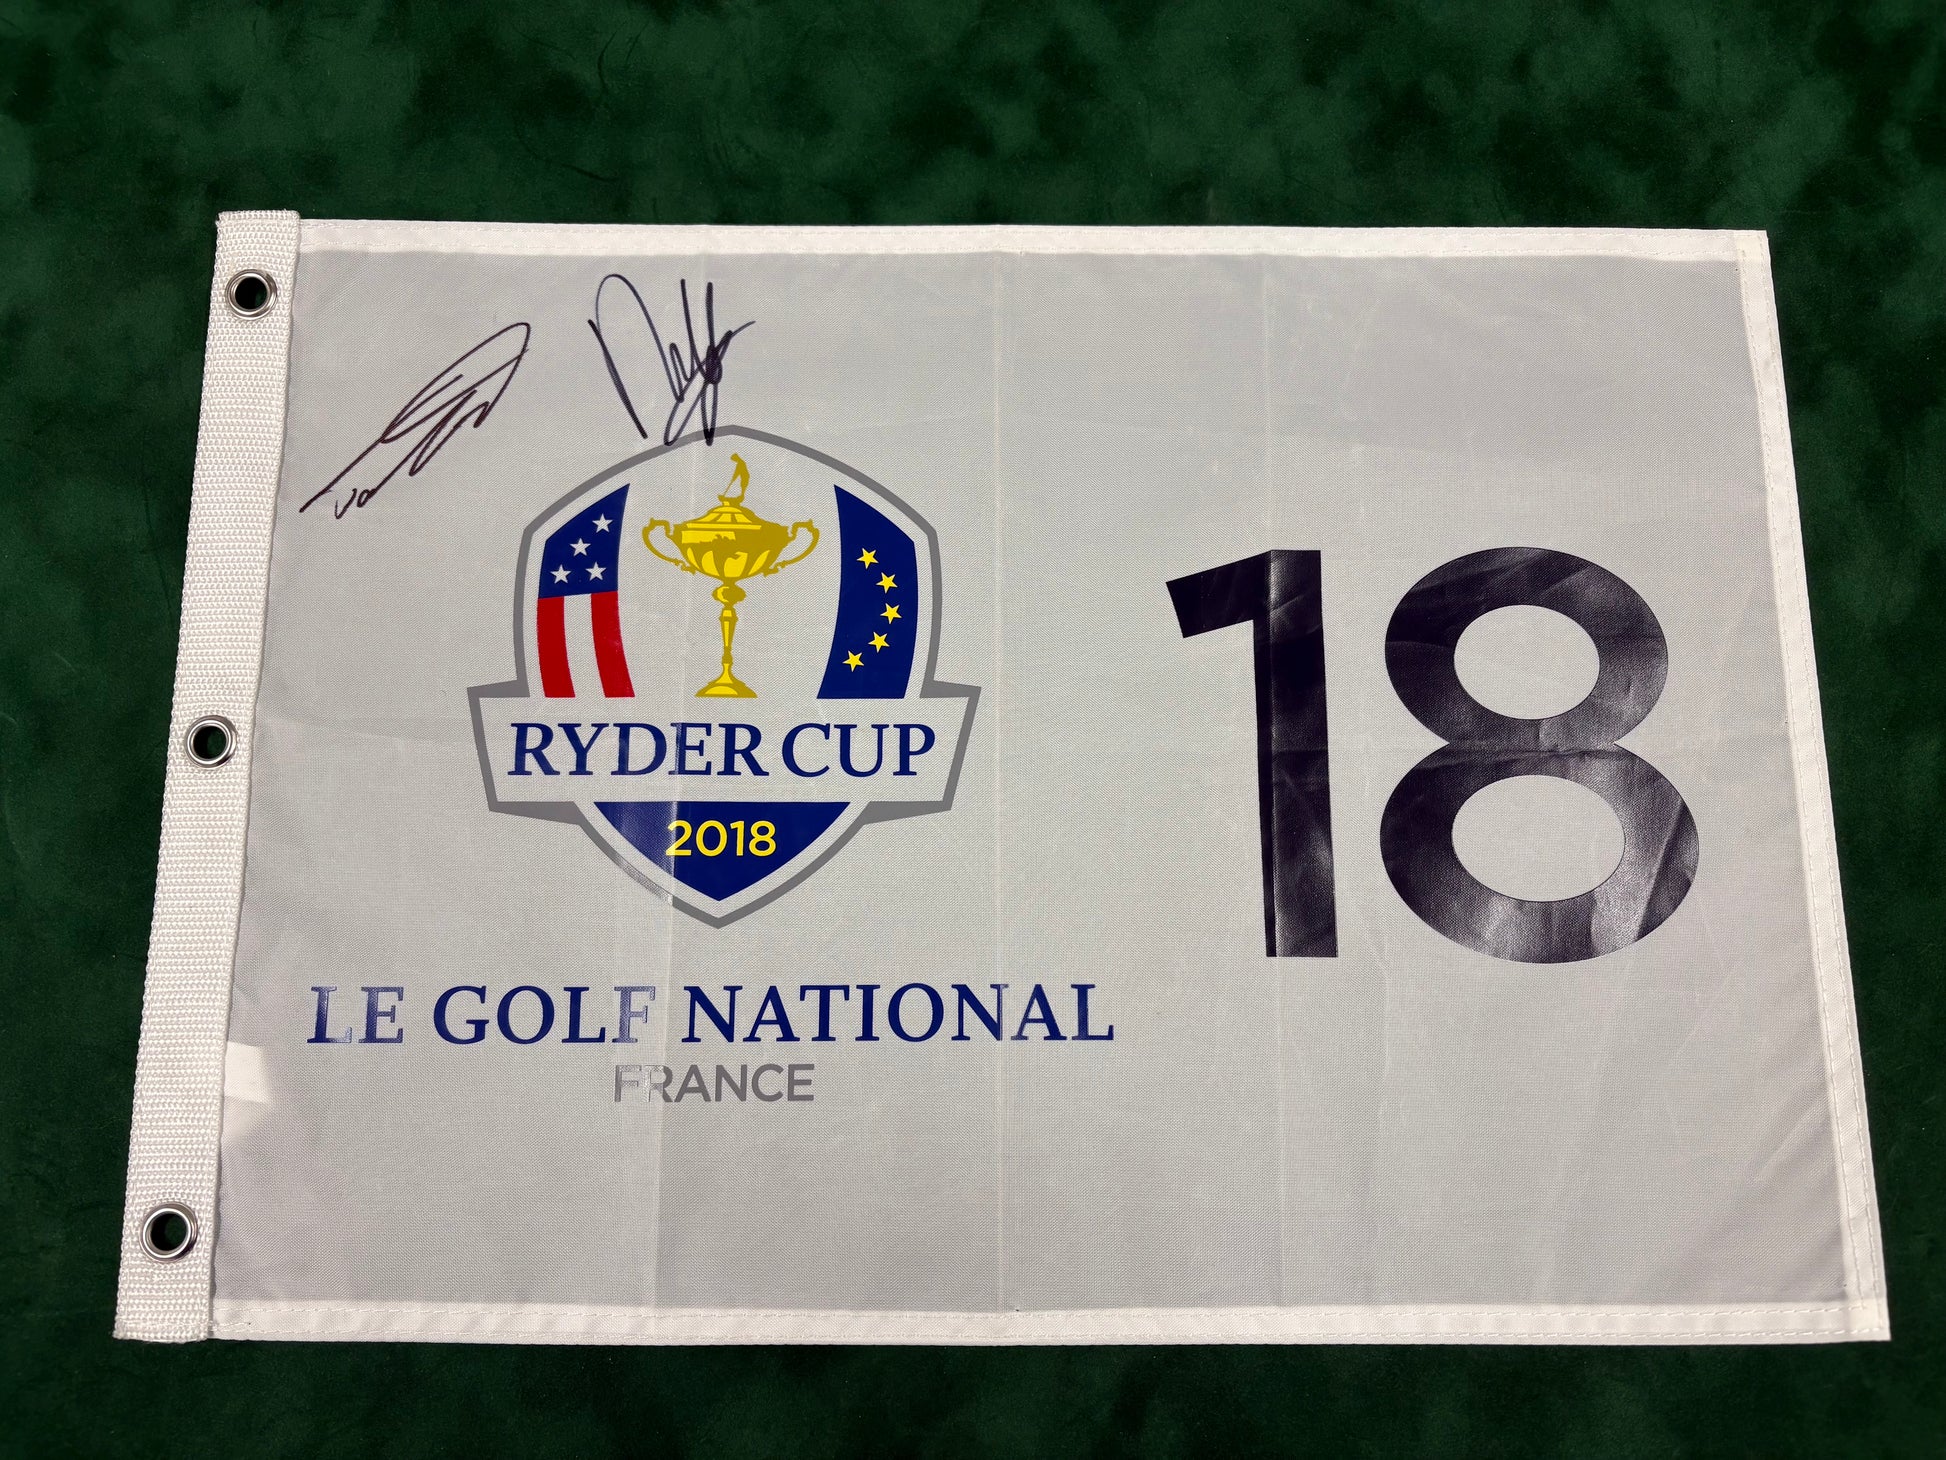 RYDER CUP
2018
18
LE GOLF NATIONAL
FRANCE